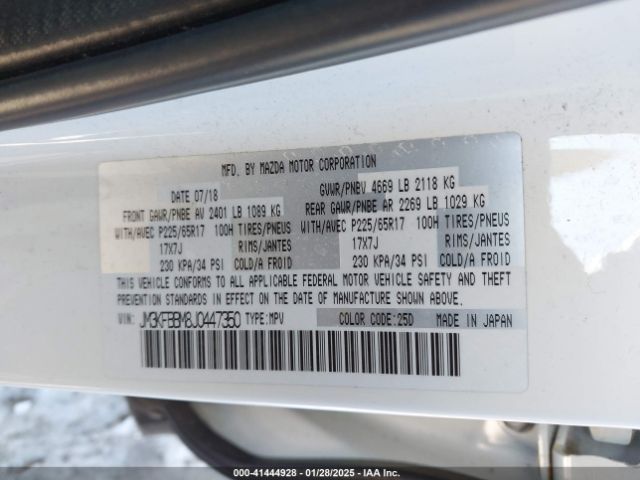 MFD. BY MAZDA MOTOR CORPORATION
DATE 07/18 GVWR/PNBV 4669 LB 2118 KG
FRONT GAWR/PNBE AV 2401 LB 1089 KG REAR GAWR/PNBE AR 2269 LB 1029 KG
WITH/AVEC P225/65R17 100H TIRES/PNEUS WITH/AVEC P225/65R17 100H TIRES/PNEUS
17X7J RIMS/JANTES 17X7J RIMS/JANTES
230 KPA/34 PSI COLD/A FROID 230 KPA/34 PSI COLD/A FROID
THIS VEHICLE CONFORMS TO ALL APPLICABLE FEDERAL MOTOR VEHICLE SAFETY AND THEFT
PREVENTION STANDARDS IN EFFECT ON THE DATE OF MANUFACTURE SHOWN ABOVE.
VIN: JM3KFBBM8J0447350 TYPE:MPV COLOR CODE:25D MADE IN JAPAN
000-41444928 - 01/28/2025 - IAA Inc.